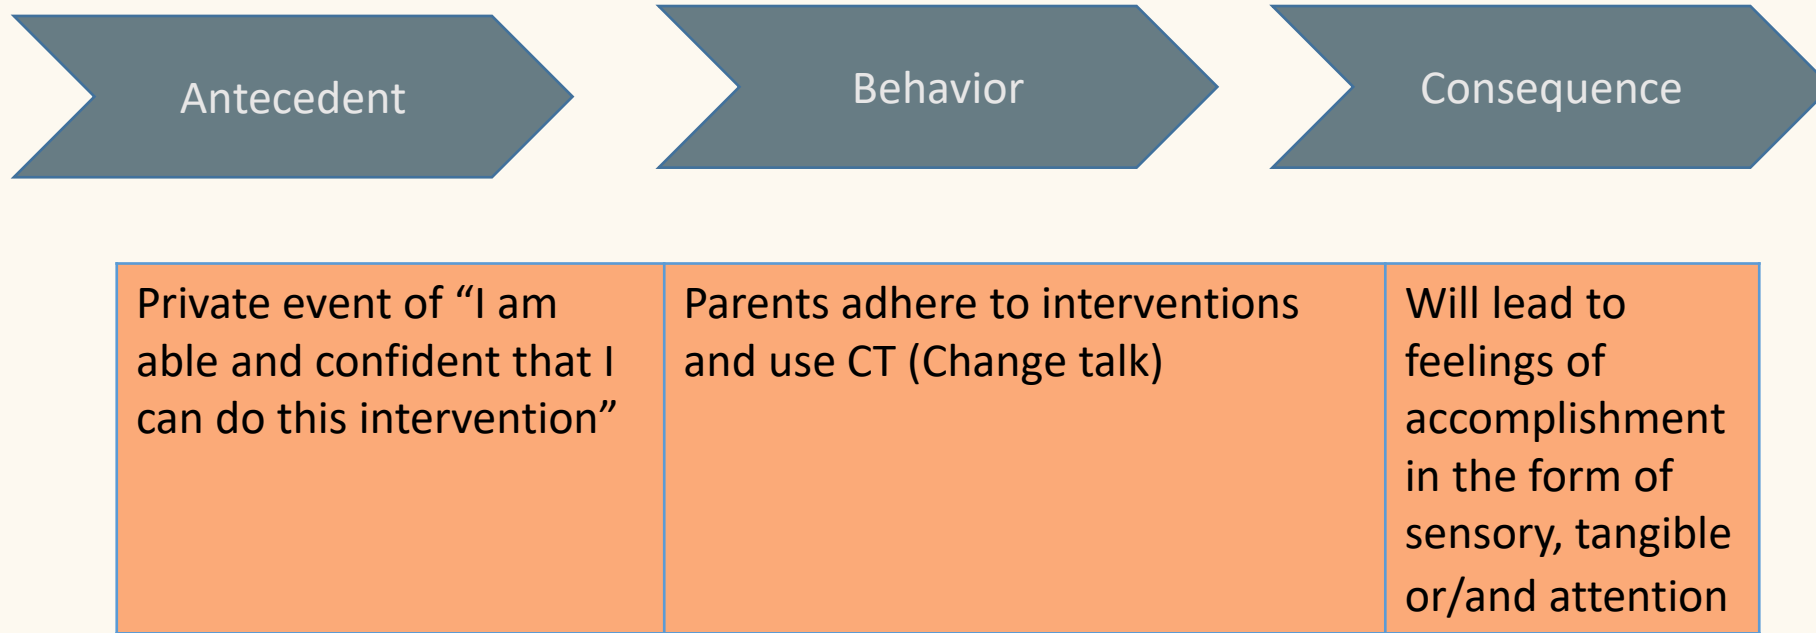 Antecedent
Behavior
Consequence
Private event of “I am
able and confident that I
can do this intervention”
Parents adhere to interventions
and use CT (Change talk)
Will lead to
feelings of
accomplishment
in the form of
sensory, tangible
or/and attention